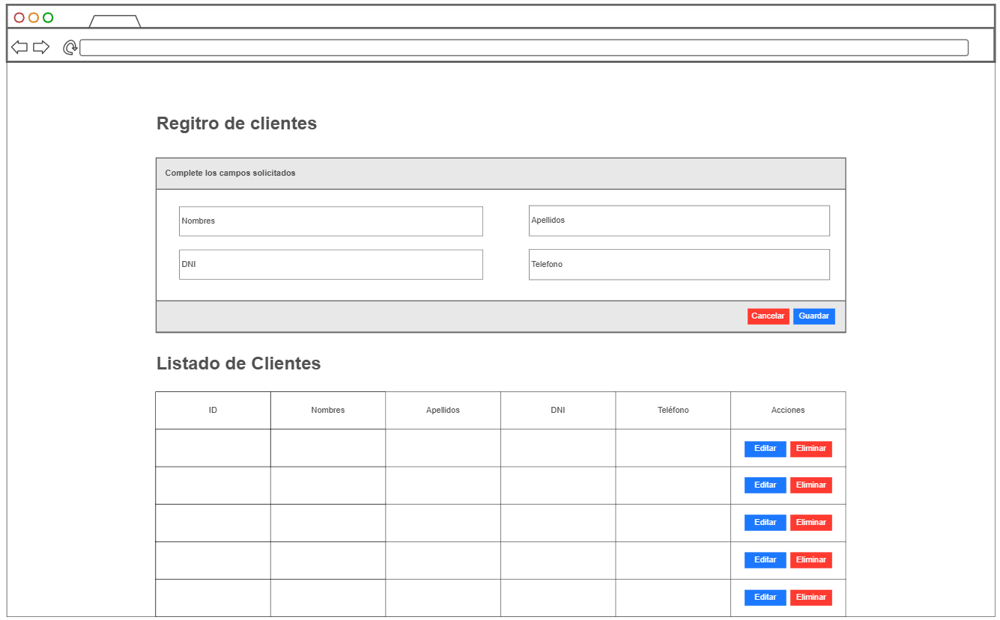 Regitro de clientes
Complete los campos solicitados
Nombres
Apellidos
DNI
Telefono
Cancelar
Guardar
Listado de Clientes
ID
Nombres
Apellidos
DNI
Teléfono
Acciones
Editar
Eliminar
Editar
Eliminar
Editar
Eliminar
Editar
Eliminar
Editar
Eliminar